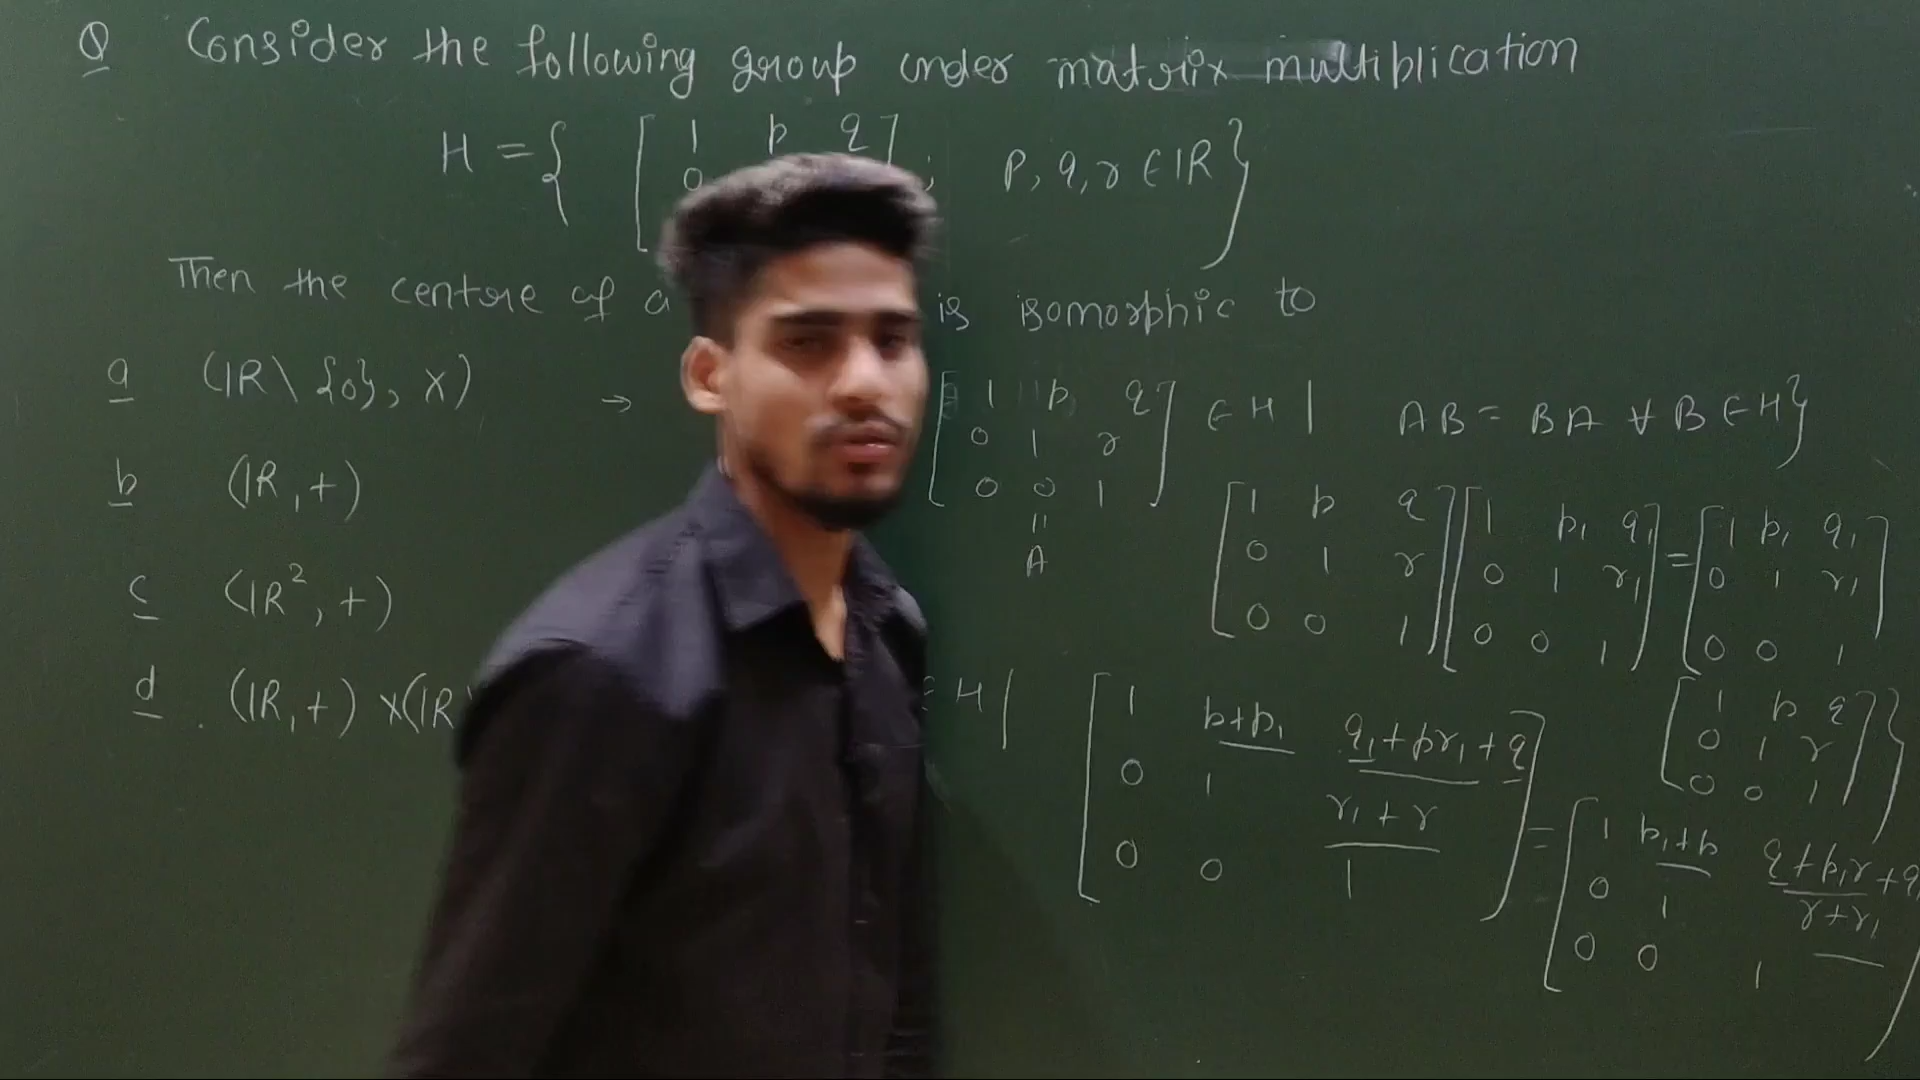 Q Consider the following group under matrix multiplication
H = { [ 1 p q ; p, q, r ∈ IR }
0
Then the centre of is isomorphic to
a (IR \ {0}, ×)
b (IR, +)
c (IR², +)
d . (IR, +) × (IR
→ [ 1 p q ] ∈ H | AB = BA ∀ B ∈ H }
0 1 r
0 0 1
||
A
[ 1 p q ] [ 1 p₁ q₁ ] = [ 1 p₁ q₁ ]
0 1 r 0 1 r₁ 0 1 r₁
0 0 1 0 0 1 0 0 1
[ 1 p q ] }
0 1 r
0 0 1
H | [ 1 p+p₁ q₁+pr₁+q ]
0 1 r₁+r
0 0 1
= [ 1 p₁+p q+p₁r+q
0 1 r+r₁
0 0 1